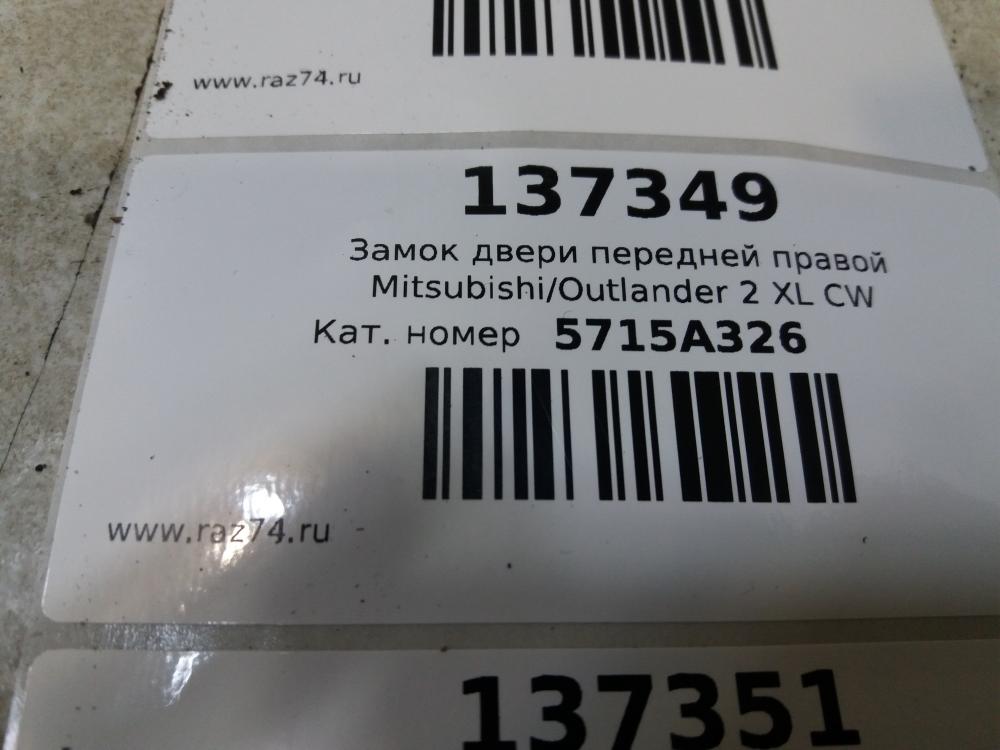 www.raz74.ru
137349
Замок двери передней правой
Mitsubishi/Outlander 2 XL CW
Кат. номер 5715A326
www.raz74.ru
137351